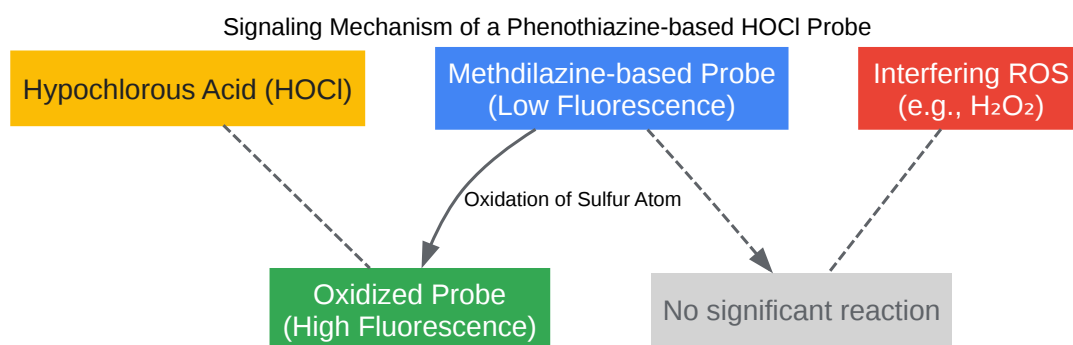 Signaling Mechanism of a Phenothiazine-based HOCl Probe
Hypochlorous Acid (HOCl)
Methdilazine-based Probe
(Low Fluorescence)
Interfering ROS
(e.g., H₂O₂)
Oxidation of Sulfur Atom
Oxidized Probe
(High Fluorescence)
No significant reaction